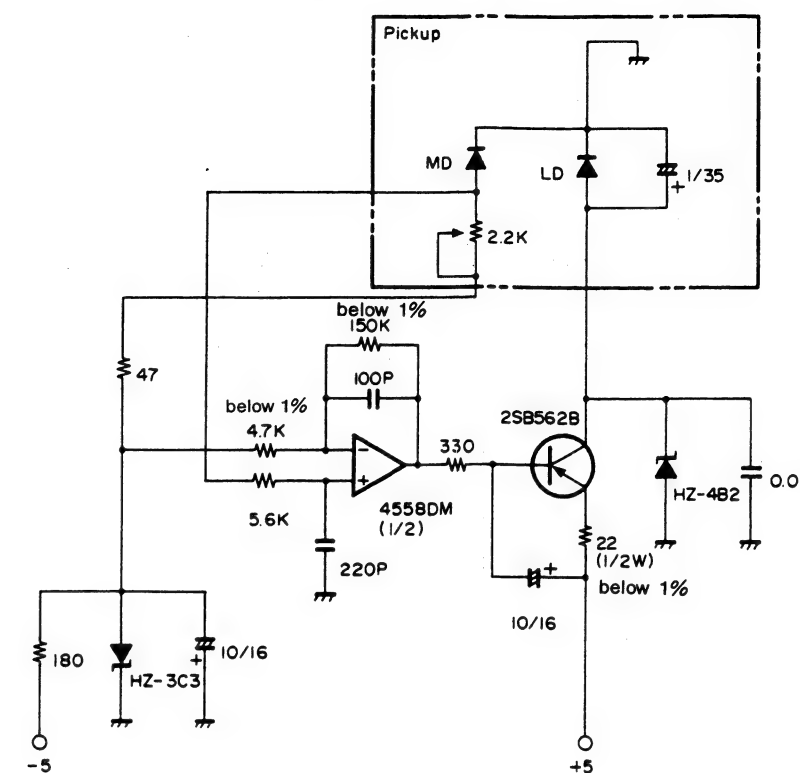 Pickup
MD
LD
+ 1/35
2.2K
below 1%
150K
47
100P
below 1%
4.7K
2SB562B
330
-
+
5.6K
4558DM
(1/2)
HZ-4B2
0.0
22
(1/2W)
below 1%
220P
+
10/16
180
HZ-3C3
+
10/16
-5
+5